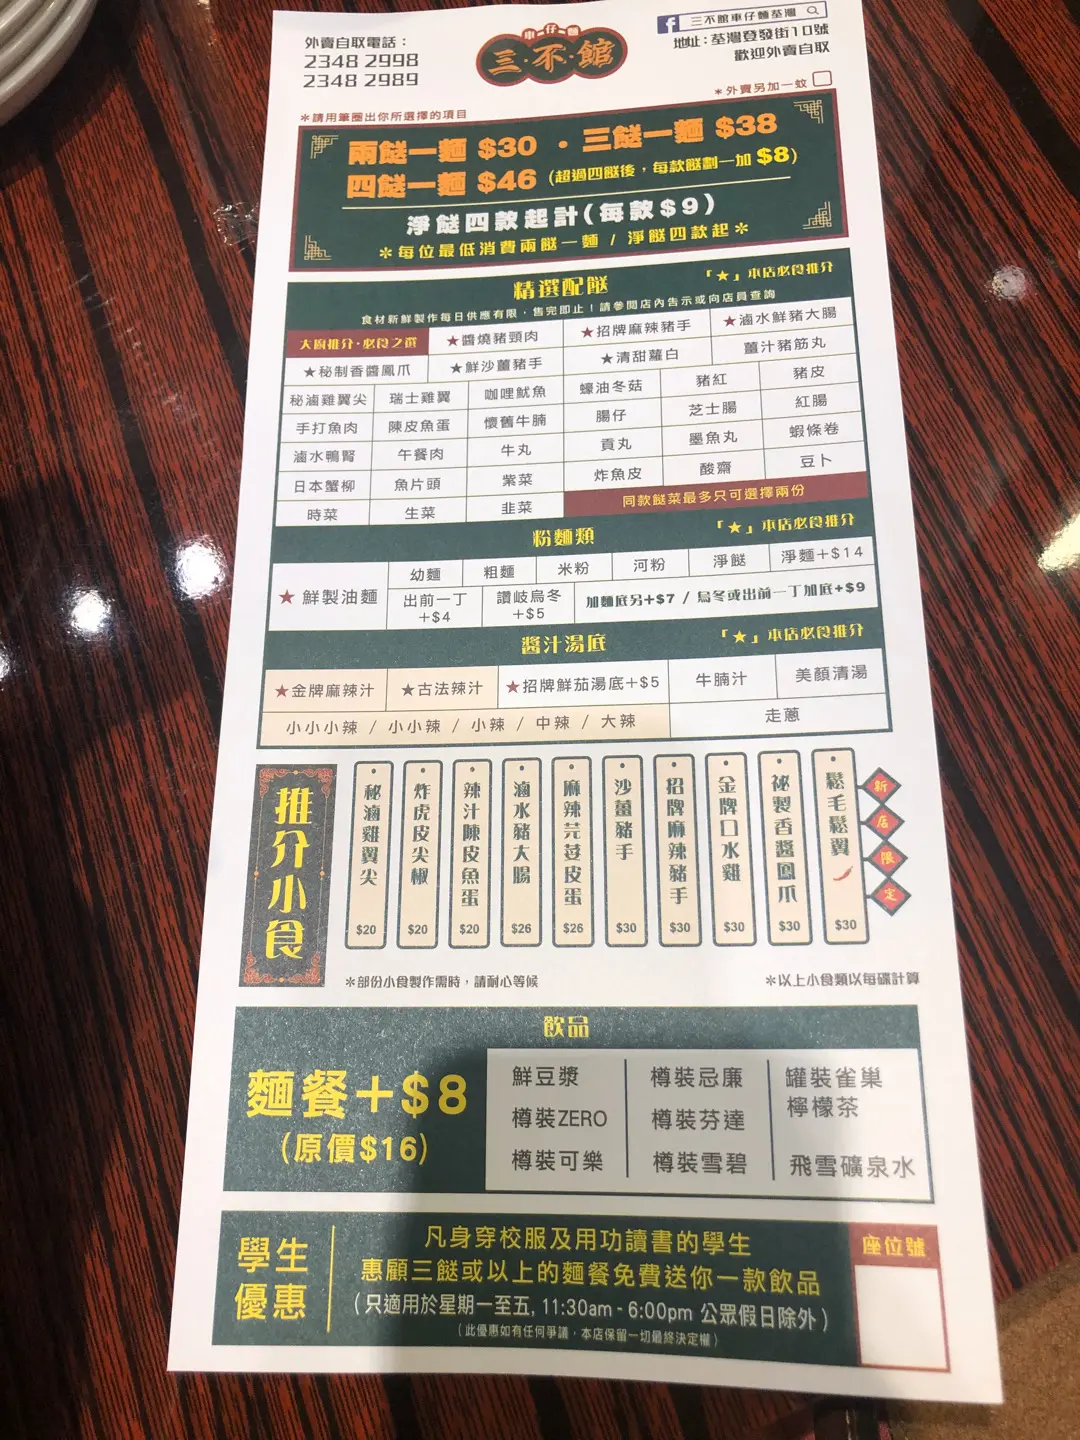 外賣自取電話：
2348 2998
2348 2989
車仔麵
三·不·館
f 三不館車仔麵荃灣
地址：荃灣登發街10號
歡迎外賣自取
＊請用筆圈出你所選擇的項目
＊外賣另加一蚊
兩餸一麵 $30 · 三餸一麵 $38
四餸一麵 $46 (超過四餸後，每款餸劃一加 $8)
淨餸四款起計(每款$9)
＊每位最低消費兩餸一麵 / 淨餸四款起＊
精選配餸
「★」本店必食推介
食材新鮮製作每日供應有限，售完即止！請參閱店內告示或向店員查詢
大廚推介·必食之選 ★醬燒豬頸肉 ★招牌麻辣豬手 ★滷水鮮豬大腸
★秘制香醬鳳爪 ★鮮沙薑豬手 ★清甜蘿白 薑汁豬筋丸
秘滷雞翼尖 瑞士雞翼 咖哩魷魚 蠔油冬菇 豬紅 豬皮
手打魚肉 陳皮魚蛋 懷舊牛腩 腸仔 芝士腸 紅腸
滷水鴨腎 午餐肉 牛丸 貢丸 墨魚丸 蝦條卷
日本蟹柳 魚片頭 紫菜 炸魚皮 酸齋 豆卜
時菜 生菜 韭菜 同款餸菜最多只可選擇兩份
粉麵類
「★」本店必食推介
★ 鮮製油麵
幼麵 粗麵 米粉 河粉 淨餸 淨麵+$14
出前一丁+$4 讚岐烏冬+$5 加麵底另+$7 / 烏冬或出前一丁加底+$9
醬汁湯底
「★」本店必食推介
★金牌麻辣汁 ★古法辣汁 ★招牌鮮茄湯底+$5 牛腩汁 美顏清湯
小小小辣 / 小小辣 / 小辣 / 中辣 / 大辣 走蔥
推介小食
秘滷雞翼尖 $20
炸虎皮尖椒 $20
辣汁陳皮魚蛋 $20
滷水豬大腸 $26
麻辣芫荽皮蛋 $26
沙薑豬手 $30
招牌麻辣豬手 $30
金牌口水雞 $30
祕製香醬鳳爪 $30
鬆毛鬆翼 $30
新店限定
＊部份小食製作需時，請耐心等候
＊以上小食類以每碟計算
飲品
麵餐+$8
(原價$16)
鮮豆漿 樽裝忌廉 罐裝雀巢
檸檬茶
樽裝ZERO 樽裝芬達
樽裝可樂 樽裝雪碧 飛雪礦泉水
學生
優惠
凡身穿校服及用功讀書的學生
惠顧三餸或以上的麵餐免費送你一款飲品
(只適用於星期一至五, 11:30am - 6:00pm 公眾假日除外)
(此優惠如有任何爭議，本店保留一切最終決定權)
座位號